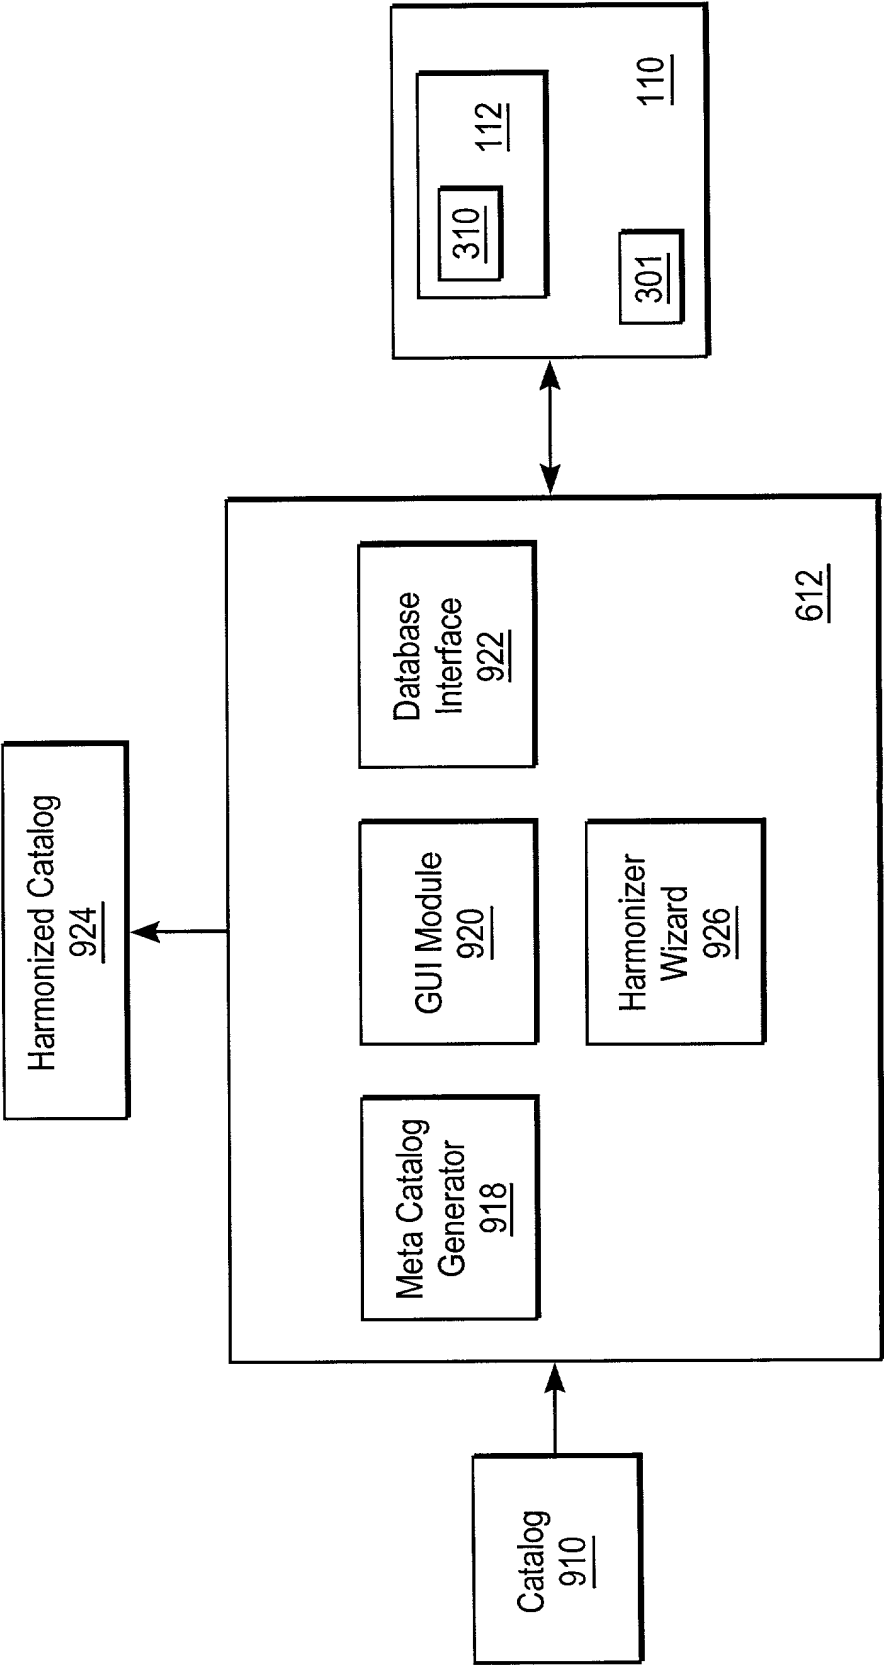 Harmonized Catalog
924
Catalog
910
Meta Catalog
Generator
918
GUI Module
920
Database
Interface
922
Harmonizer
Wizard
926
612
310
112
301
110